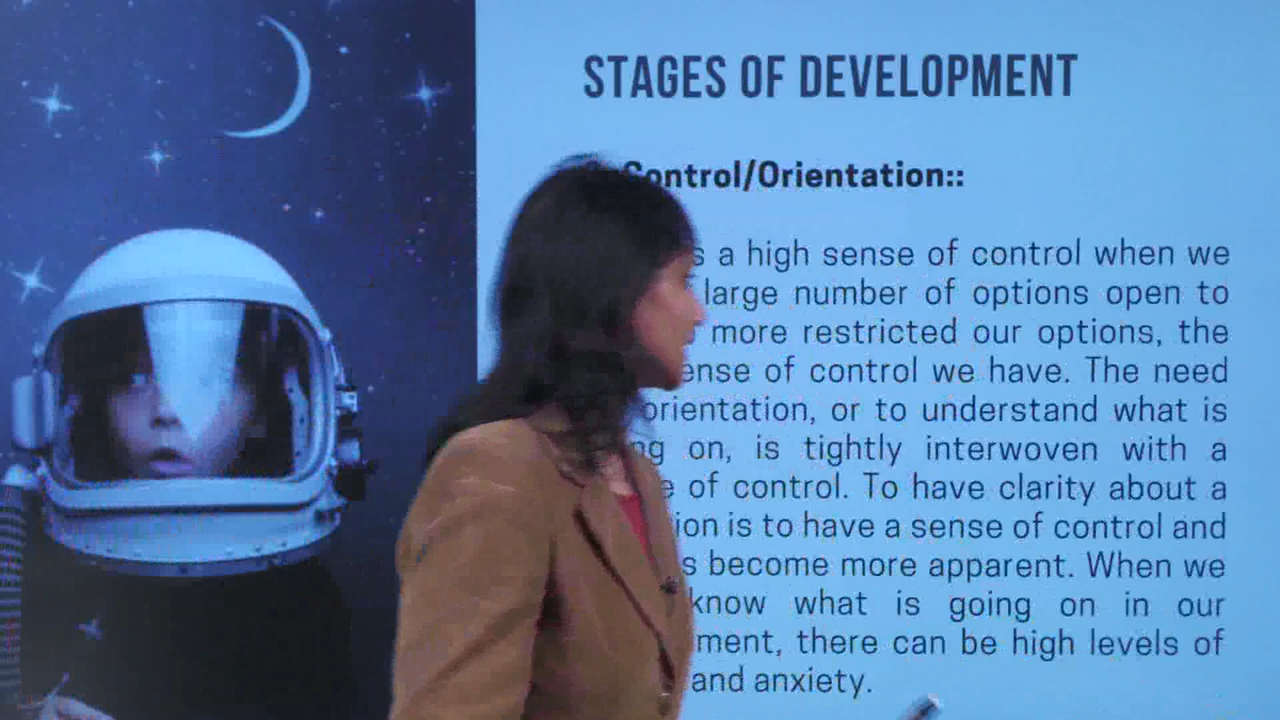 STAGES OF DEVELOPMENT
Control/Orientation::
a high sense of control when we
large number of options open to
more restricted our options, the
of control we have. The need
orientation, or to understand what is
on, is tightly interwoven with a
of control. To have clarity about a
is to have a sense of control and
become more apparent. When we
know what is going on in our
there can be high levels of
and anxiety.